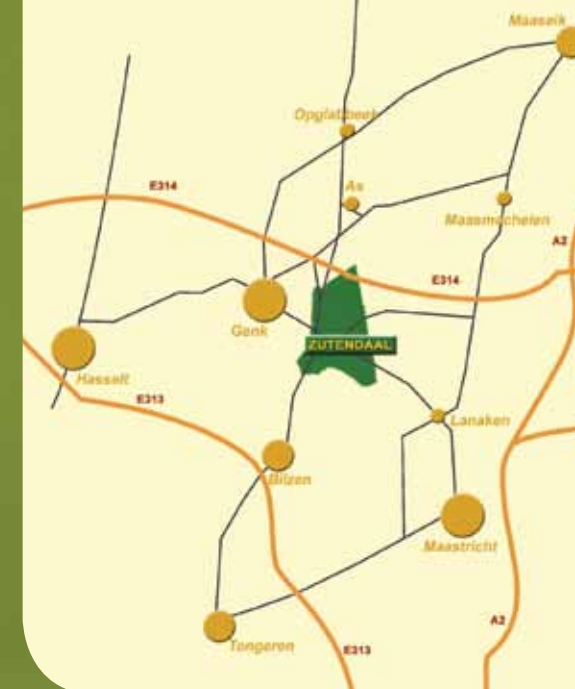 Maaseik
Opglabbeek
E314
As
Maasmechelen
A2
E314
Genk
ZUTENDAAL
Hasselt
E313
Lanaken
Bilzen
Maastricht
A2
Tongeren
E313